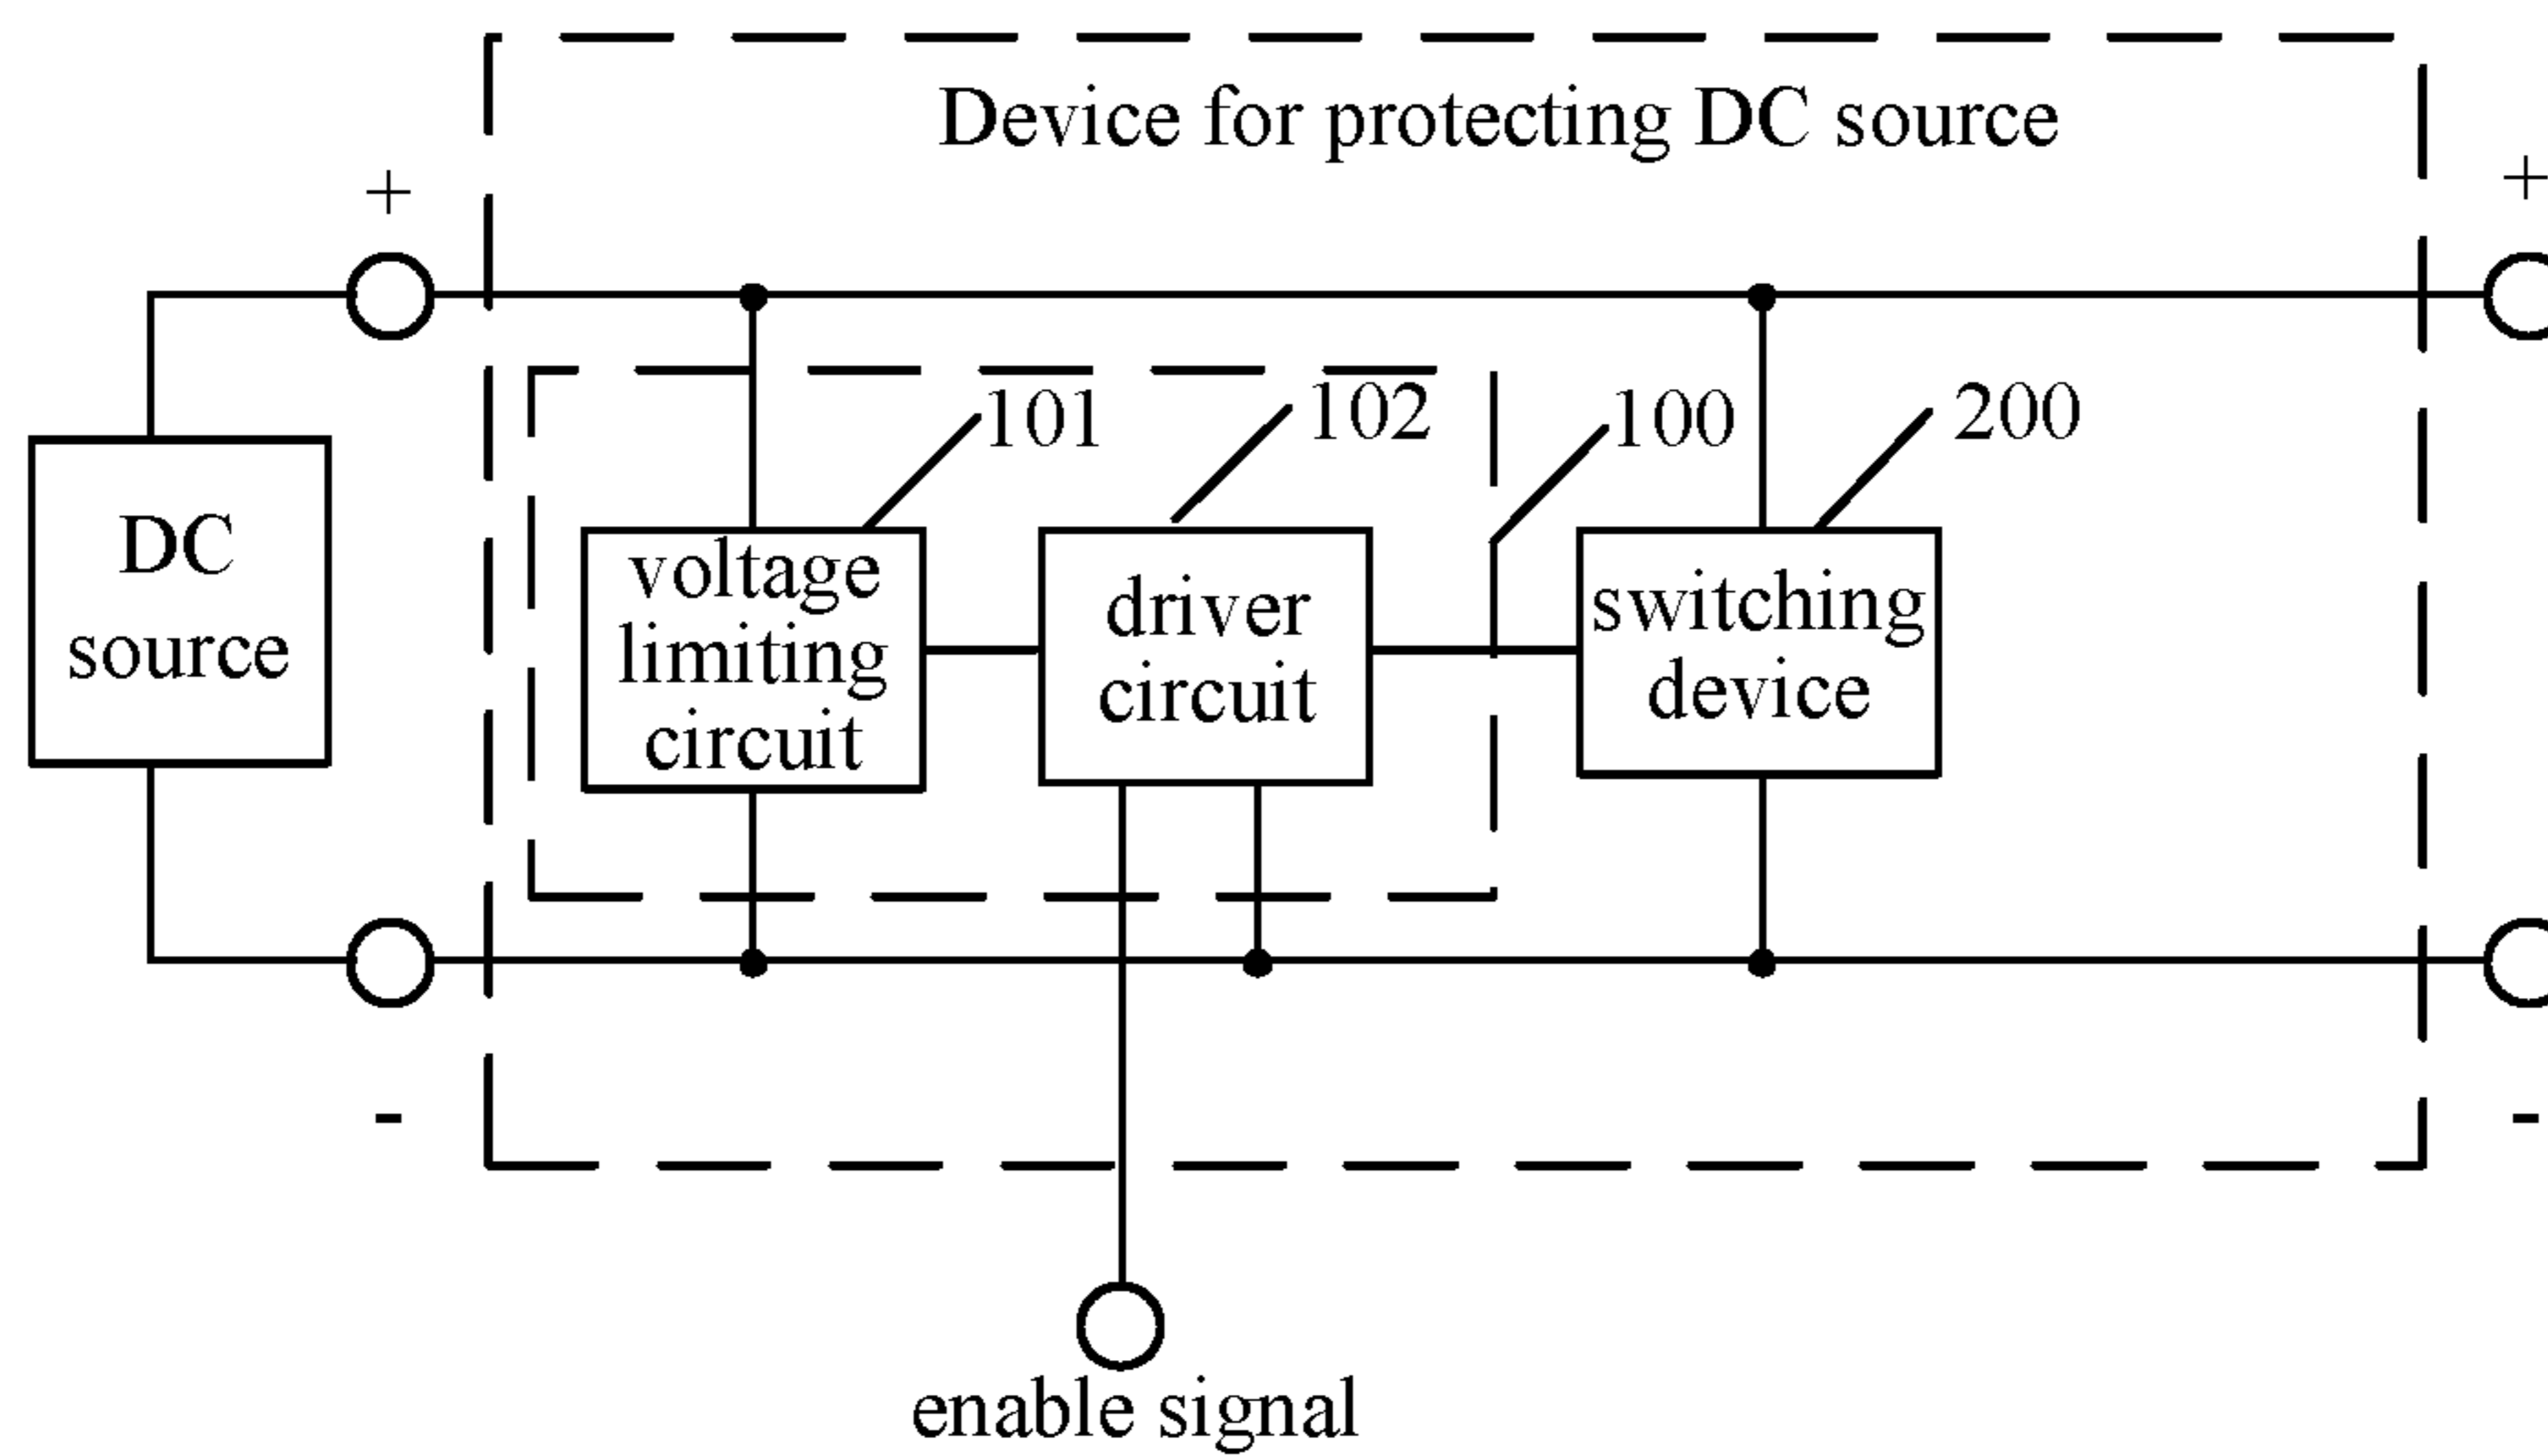 Device for protecting DC source
+
+
101
102
100
200
DC
source
voltage
limiting
circuit
driver
circuit
switching
device
-
-
enable signal